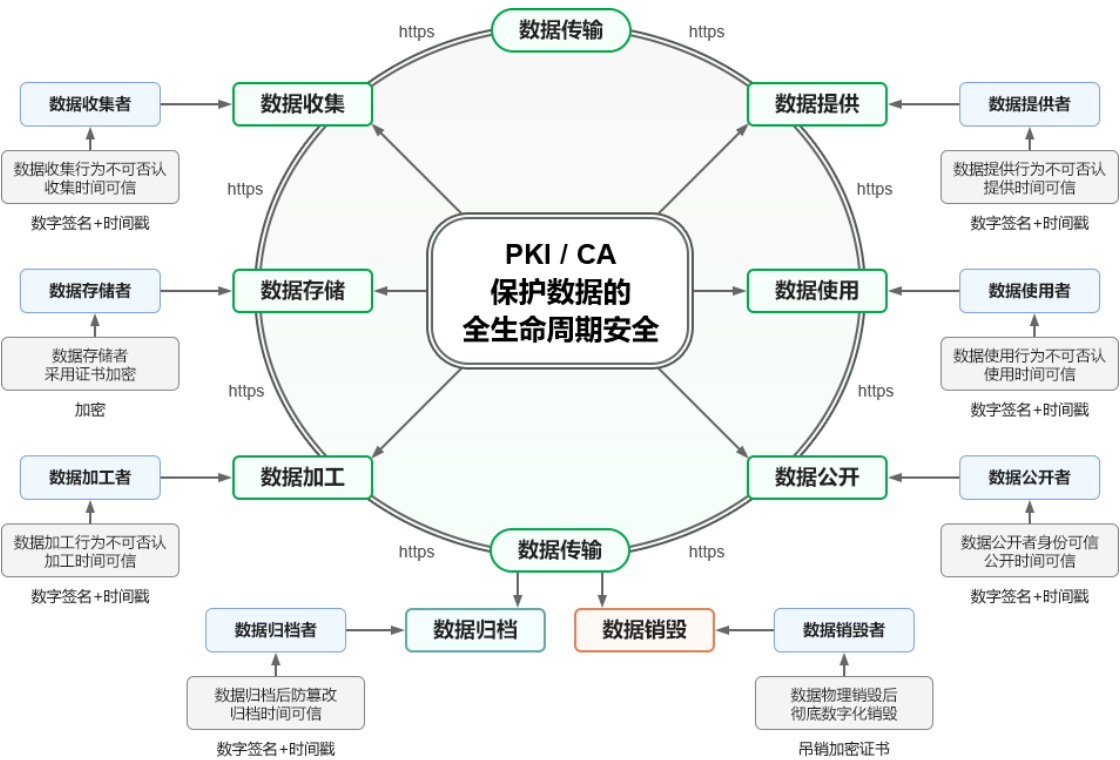 数据传输
https
https
数据收集者
数据收集
数据提供
数据提供者
数据收集行为不可否认
收集时间可信
数字签名+时间戳
https
https
数据提供行为不可否认
提供时间可信
数字签名+时间戳
PKI / CA
保护数据的
全生命周期安全
数据存储者
数据存储
数据使用
数据使用者
数据存储者
采用证书加密
加密
https
https
数据使用行为不可否认
使用时间可信
数字签名+时间戳
数据加工者
数据加工
数据公开
数据公开者
数据加工行为不可否认
加工时间可信
数字签名+时间戳
https
数据传输
https
数据公开者身份可信
公开时间可信
数字签名+时间戳
数据归档者
数据归档
数据销毁
数据销毁者
数据归档后防篡改
归档时间可信
数字签名+时间戳
数据物理销毁后
彻底数字化销毁
吊销加密证书